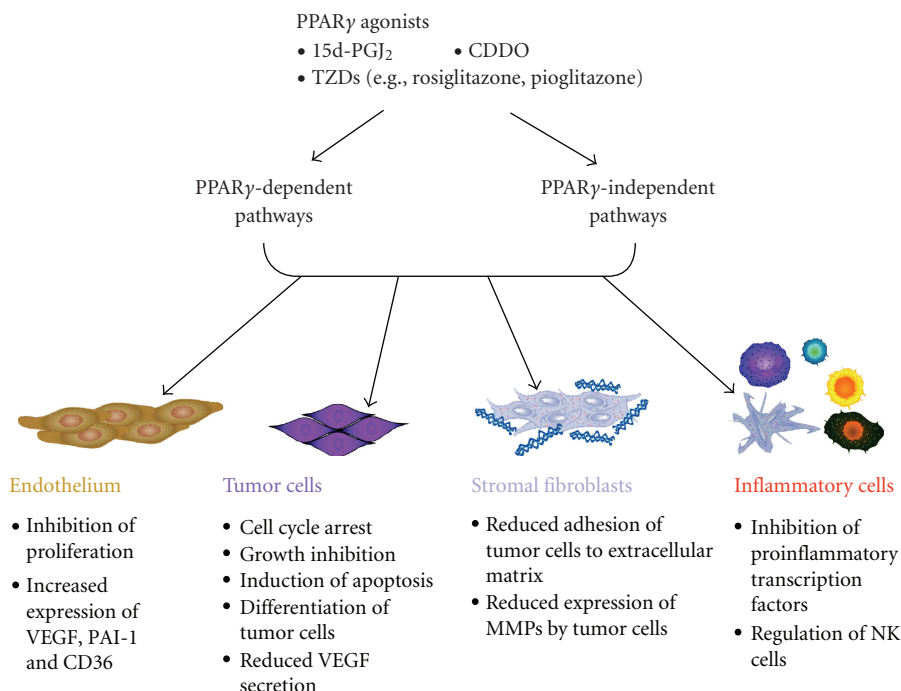 PPARγ agonists
• 15d-PGJ₂ • CDDO
• TZDs (e.g., rosiglitazone, pioglitazone)
PPARγ-dependent
pathways
PPARγ-independent
pathways
Endothelium
• Inhibition of
proliferation
• Increased
expression of
VEGF, PAI-1
and CD36
Tumor cells
• Cell cycle arrest
• Growth inhibition
• Induction of apoptosis
• Differentiation of
tumor cells
• Reduced VEGF
secretion
Stromal fibroblasts
• Reduced adhesion of
tumor cells to extracellular
matrix
• Reduced expression of
MMPs by tumor cells
Inflammatory cells
• Inhibition of
proinflammatory
transcription
factors
• Regulation of NK
cells